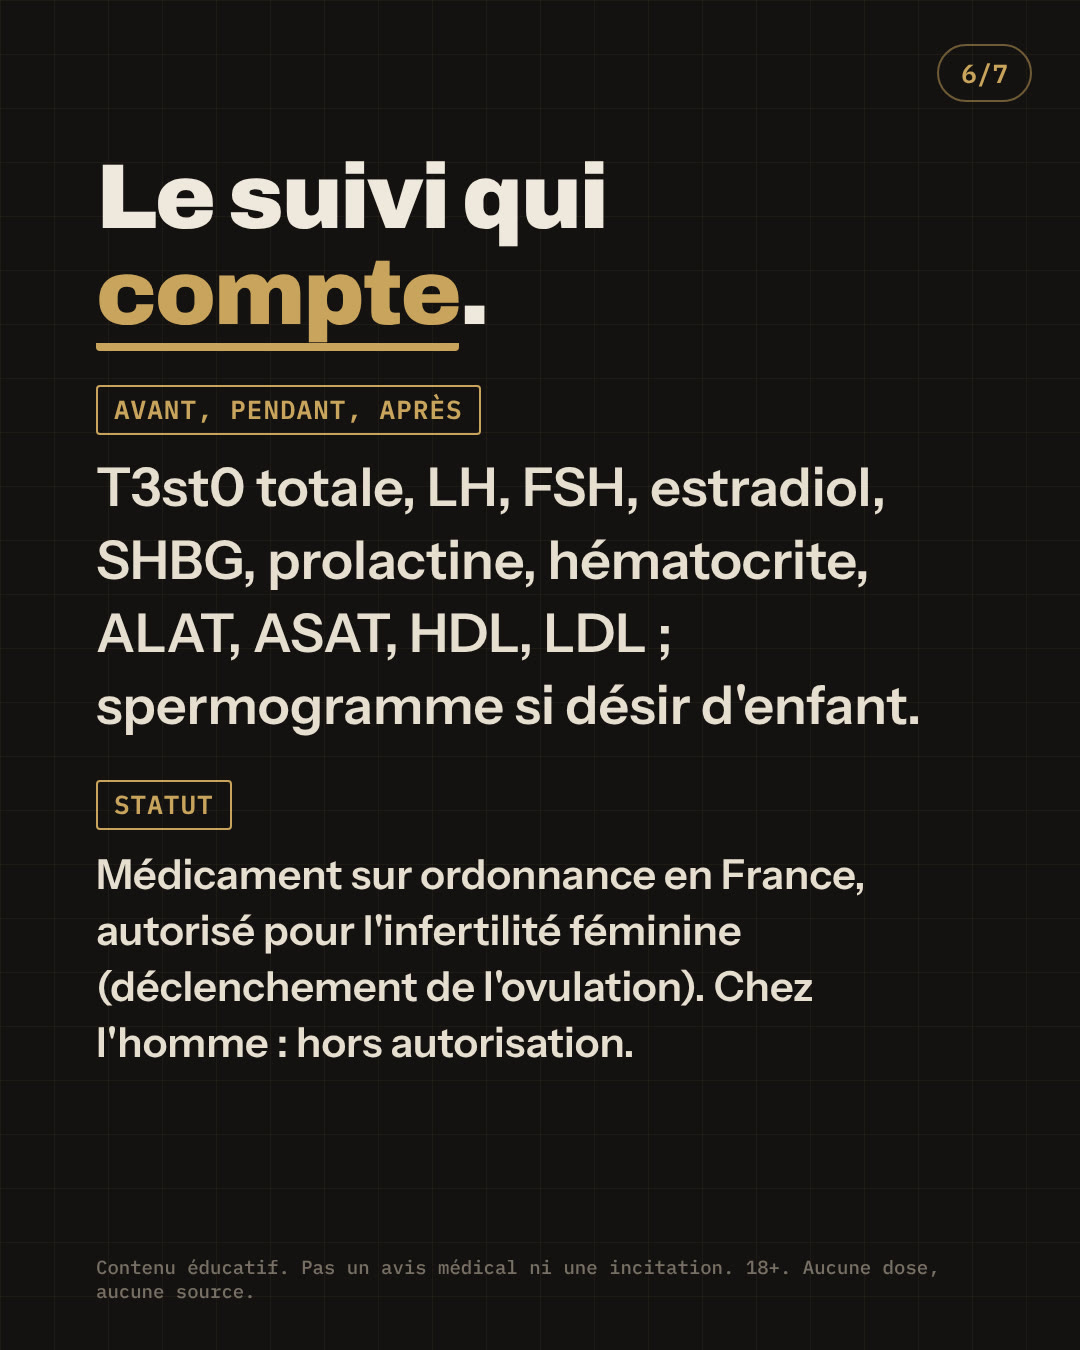 6/7
Le suivi qui
compte.
AVANT, PENDANT, APRÈS
T3st0 totale, LH, FSH, estradiol,
SHBG, prolactine, hématocrite,
ALAT, ASAT, HDL, LDL ;
spermogramme si désir d'enfant.
STATUT
Médicament sur ordonnance en France,
autorisé pour l'infertilité féminine
(déclenchement de l'ovulation). Chez
l'homme : hors autorisation.
Contenu éducatif. Pas un avis médical ni une incitation. 18+. Aucune dose,
aucune source.